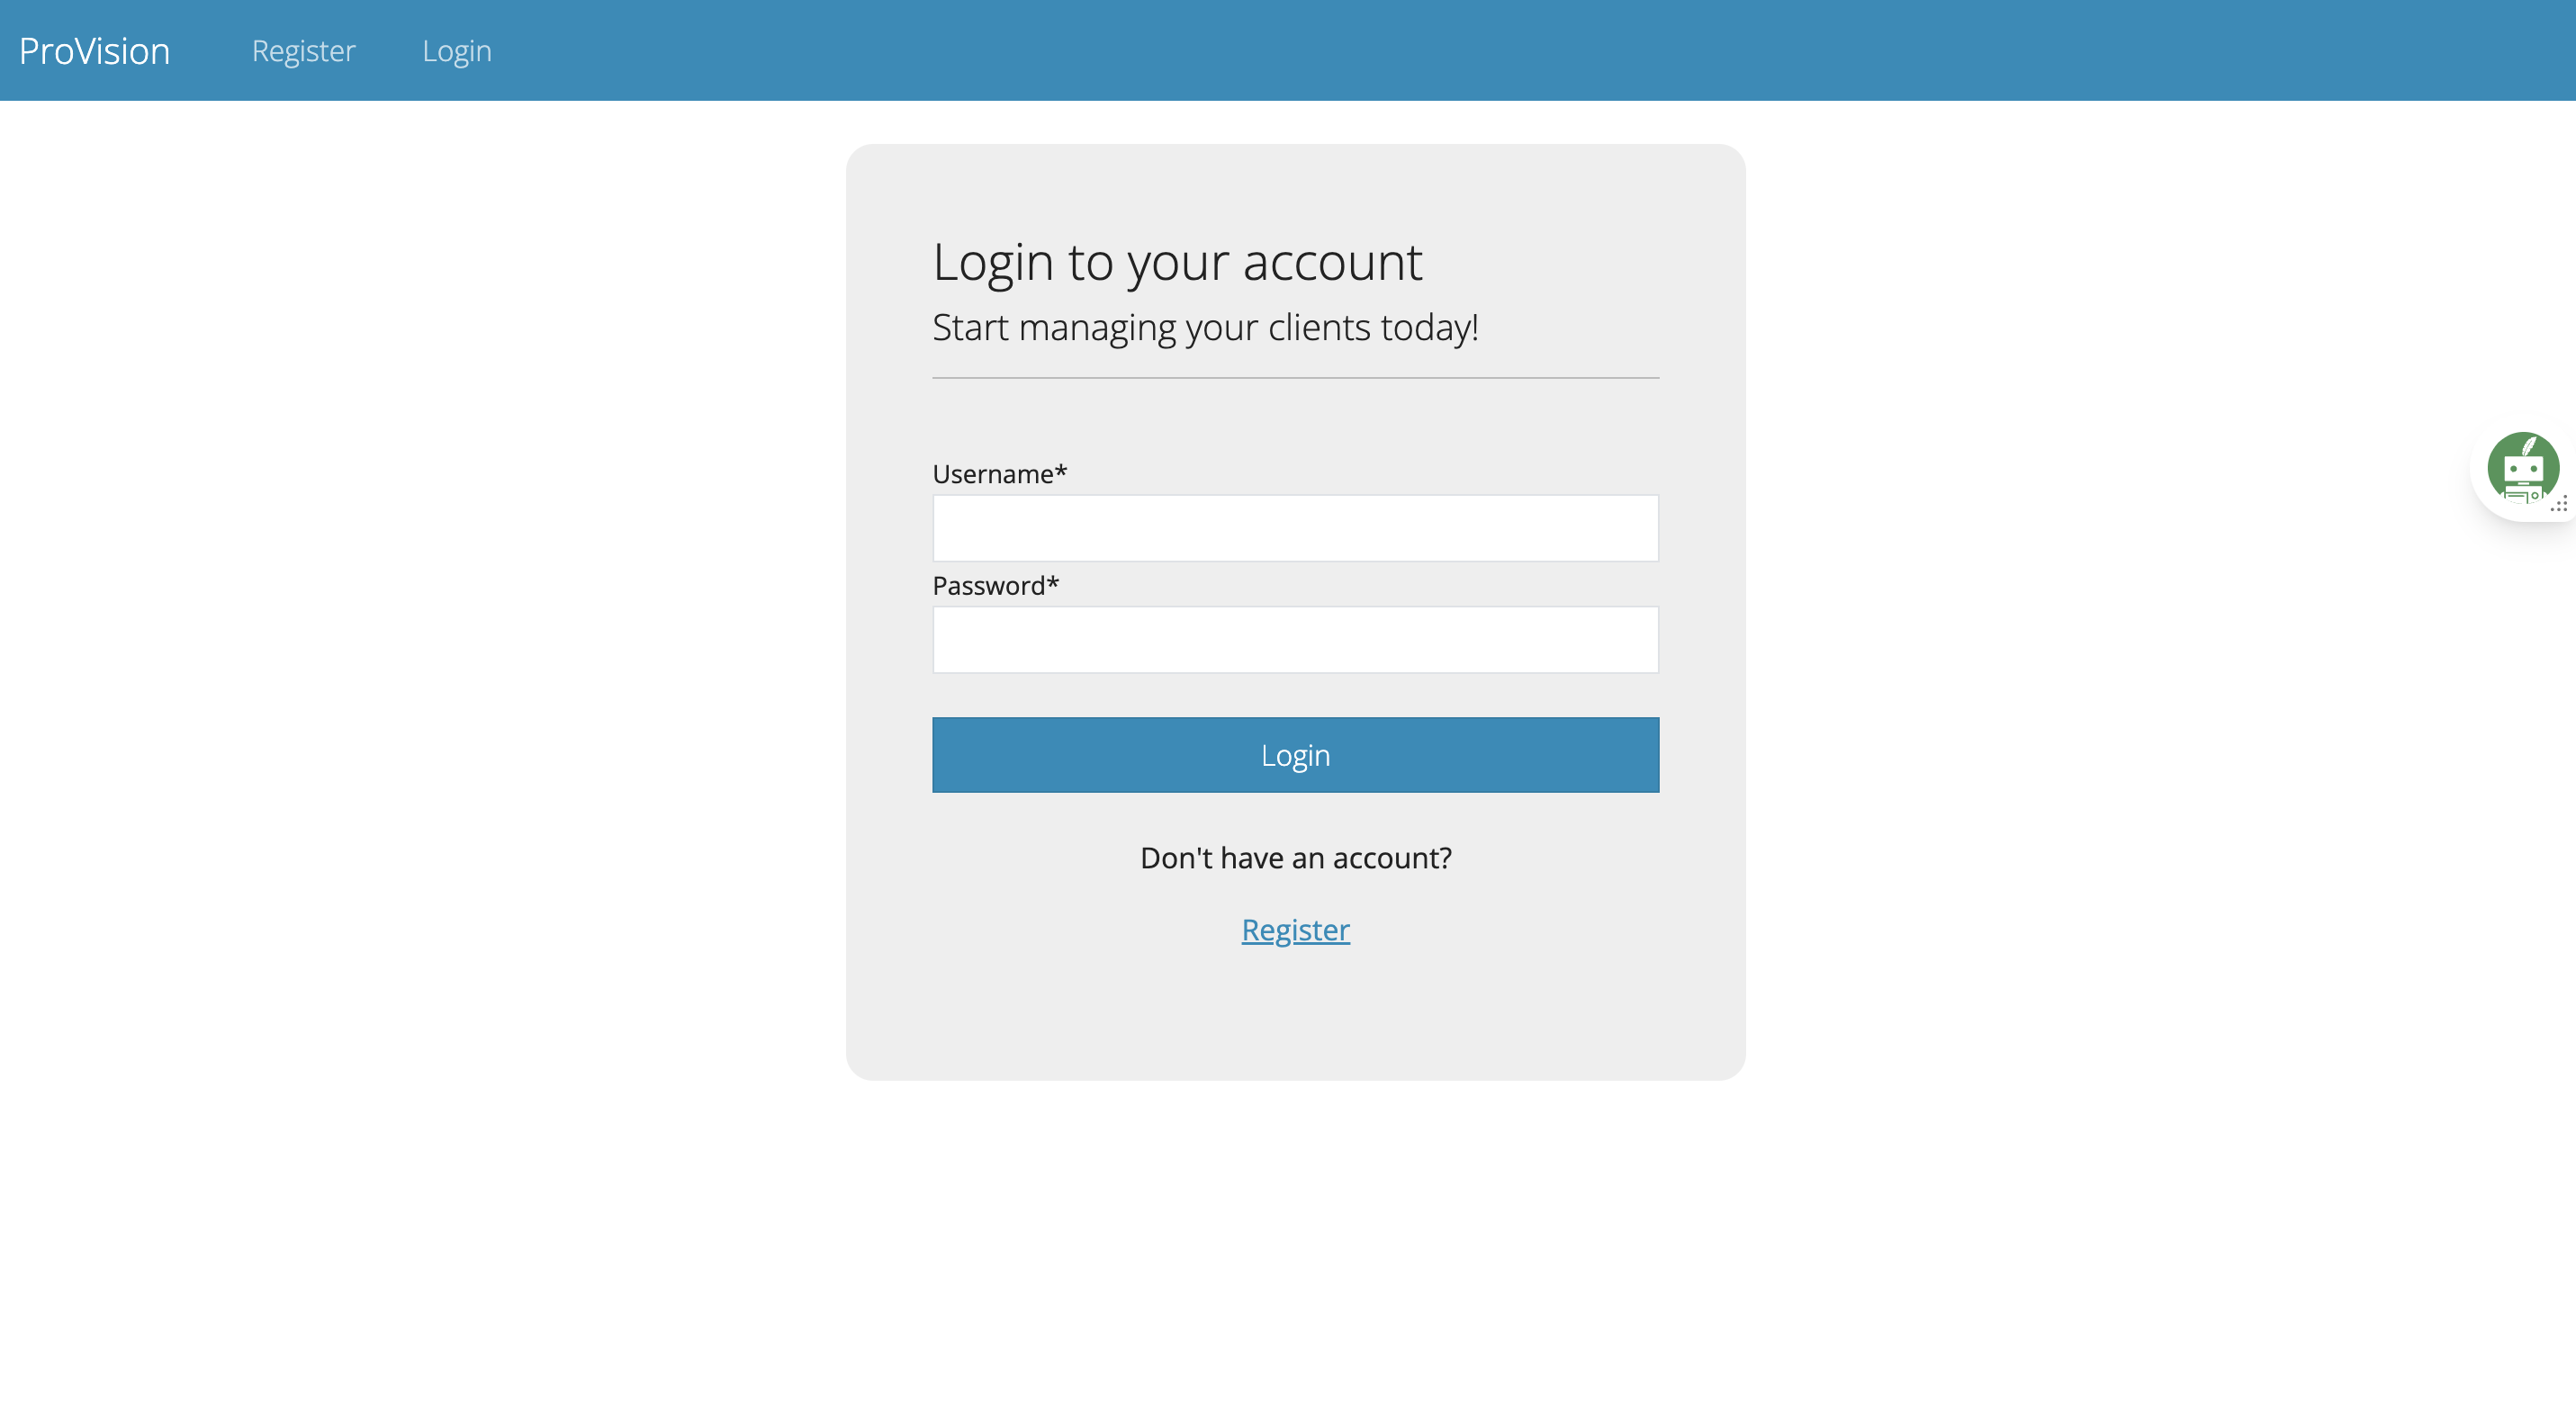 ProVision Register Login
Login to your account
Start managing your clients today!
Username*
Password*
Login
Don't have an account?
Register